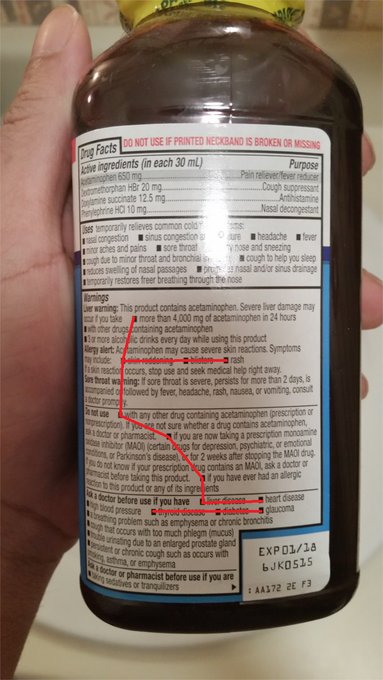 Drug Facts
DO NOT USE IF PRINTED NECKBAND IS BROKEN OR MISSING
Active ingredients (in each 30 mL) Purpose
Acetaminophen 650 mg Pain reliever/fever reducer
Dextromethorphan HBr 20 mg Cough suppressant
Doxylamine succinate 12.5 mg Antihistamine
Phenylephrine HCl 10 mg Nasal decongestant
Uses temporarily relieves common cold
■ nasal congestion ■ sinus congestion ■ headache ■ fever
■ minor aches and pains ■ sore throat nose and sneezing
■ cough due to minor throat and bronchial ■ cough to help you sleep
■ reduces swelling of nasal passages ■ nasal and/or sinus drainage
■ temporarily restores freer breathing through the nose
Warnings
Liver warning: This product contains acetaminophen. Severe liver damage may
occur if you take ■ more than 4,000 mg of acetaminophen in 24 hours
■ with other drugs containing acetaminophen
■ 3 or more alcoholic drinks every day while using this product
Allergy alert: Acetaminophen may cause severe skin reactions. Symptoms
may include: ■ skin reddening ■ blisters ■ rash
If a skin reaction occurs, stop use and seek medical help right away.
Sore throat warning: If sore throat is severe, persists for more than 2 days, is
accompanied or followed by fever, headache, rash, nausea, or vomiting, consult
a doctor promptly.
Do not use ■ with any other drug containing acetaminophen (prescription or
nonprescription). If you are not sure whether a drug contains acetaminophen,
ask a doctor or pharmacist. ■ if you are now taking a prescription monoamine
oxidase inhibitor (MAOI) (certain drugs for depression, psychiatric, or emotional
conditions, or Parkinson's disease), or for 2 weeks after stopping the MAOI drug.
If you do not know if your prescription drug contains an MAOI, ask a doctor or
pharmacist before taking this product. ■ if you have ever had an allergic
reaction to this product or any of its ingredients
Ask a doctor before use if you have ■ liver disease ■ heart disease
■ high blood pressure ■ thyroid disease ■ diabetes ■ glaucoma
■ a breathing problem such as emphysema or chronic bronchitis
■ cough that occurs with too much phlegm (mucus)
■ trouble urinating due to an enlarged prostate gland
■ persistent or chronic cough such as occurs with
smoking, asthma, or emphysema
Ask a doctor or pharmacist before use if you are
■ taking sedatives or tranquilizers
EXP01/18
6JK0515
: AA172 2E F3